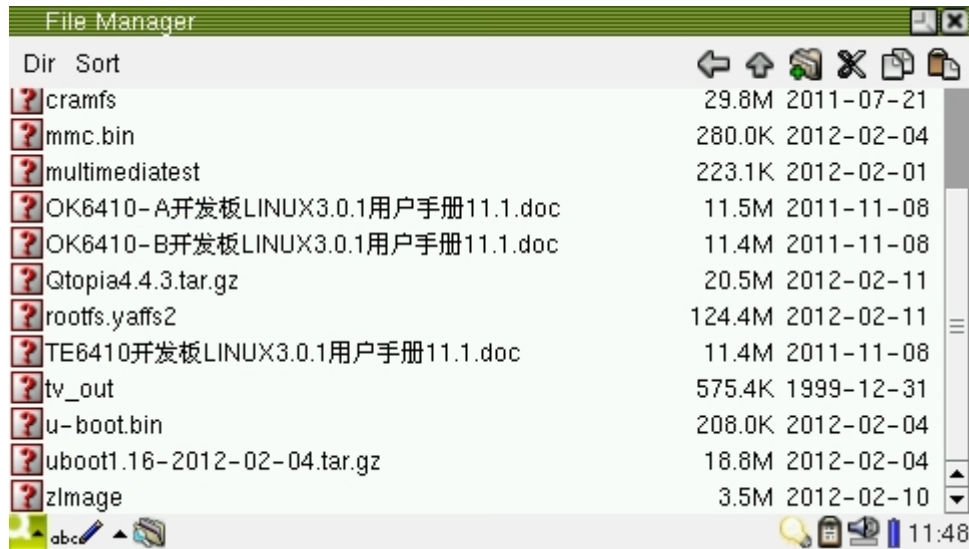 File Manager
Dir Sort
cramfs 29.8M 2011-07-21
mmc.bin 280.0K 2012-02-04
multimediatest 223.1K 2012-02-01
OK6410-A开发板LINUX3.0.1用户手册11.1.doc 11.5M 2011-11-08
OK6410-B开发板LINUX3.0.1用户手册11.1.doc 11.4M 2011-11-08
Qtopia4.4.3.tar.gz 20.5M 2012-02-11
rootfs.yaffs2 124.4M 2012-02-11
TE6410开发板LINUX3.0.1用户手册11.1.doc 11.4M 2011-11-08
tv_out 575.4K 1999-12-31
u-boot.bin 208.0K 2012-02-04
uboot1.16-2012-02-04.tar.gz 18.8M 2012-02-04
zImage 3.5M 2012-02-10
abc 11:48